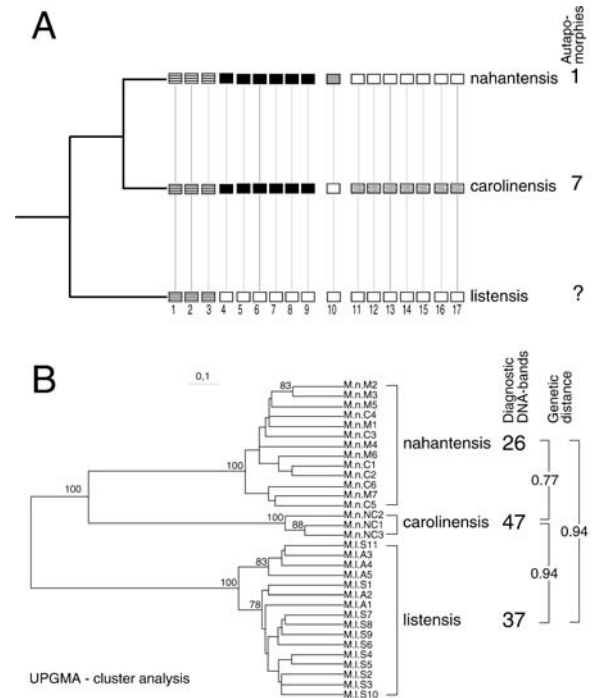 A
Autapo-
morphies
nahantensis 1
carolinensis 7
listensis ?
1 2 3 4 5 6 7 8 9 10 11 12 13 14 15 16 17
B
0,1
Diagnostic
DNA-bands
Genetic
distance
83
M.n.M2
M.n.M3
M.n.M5
M.n.C4
M.n.M1
M.n.C3
M.n.M4
M.n.M6
M.n.C1
M.n.C2
M.n.C6
M.n.M7
M.n.C5
100
nahantensis 26
100
0.77
100
88
M.n.NC2
M.n.NC1
M.n.NC3
carolinensis 47
0.94
0.94
M.l.S11
M.l.A3
M.l.A4
M.l.A5
83
100
M.l.S1
M.l.A2
M.l.A1
78
M.l.S7
M.l.S8
M.l.S9
M.l.S6
M.l.S4
M.l.S5
M.l.S2
M.l.S3
M.l.S10
listensis 37
UPGMA - cluster analysis